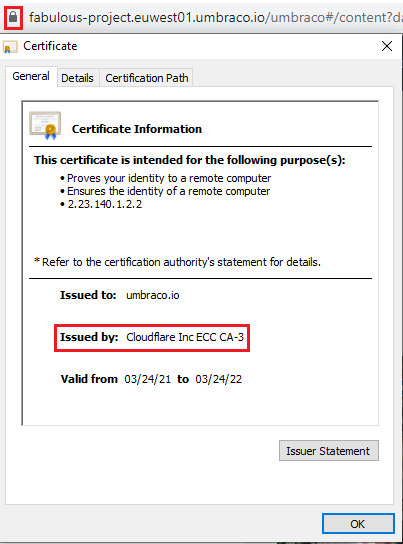 fabulous-project.euwest01.umbraco.io/umbraco#/content?da
Certificate
General Details Certification Path
Certificate Information
This certificate is intended for the following purpose(s):
• Proves your identity to a remote computer
• Ensures the identity of a remote computer
• 2.23.140.1.2.2
* Refer to the certification authority's statement for details.
Issued to: umbraco.io
Issued by: Cloudflare Inc ECC CA-3
Valid from 03/24/21 to 03/24/22
Issuer Statement
OK